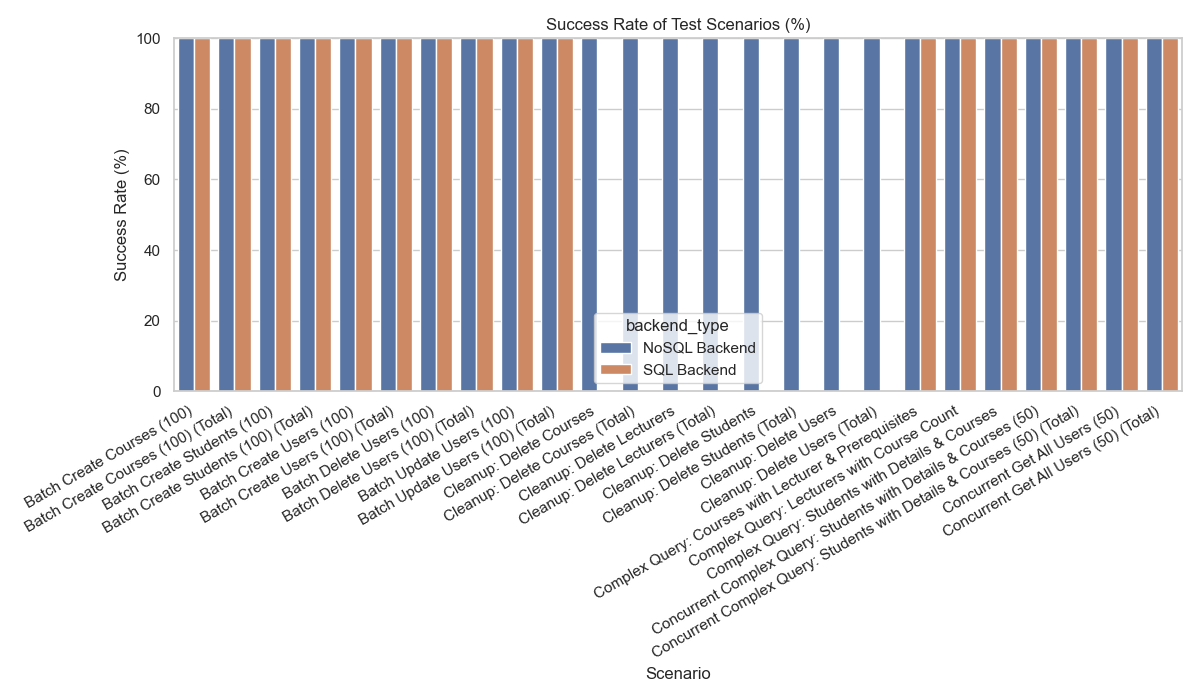 Success Rate of Test Scenarios (%)
100
80
60
40
20
0
Success Rate (%)
backend_type
NoSQL Backend
SQL Backend
Batch Create Courses (100)
Batch Create Courses (100) (Total)
Batch Create Students (100)
Batch Create Students (100) (Total)
Batch Create Users (100)
Batch Create Users (100) (Total)
Batch Delete Users (100)
Batch Delete Users (100) (Total)
Batch Update Users (100)
Batch Update Users (100) (Total)
Cleanup: Delete Courses
Cleanup: Delete Courses (Total)
Cleanup: Delete Lecturers
Cleanup: Delete Lecturers (Total)
Cleanup: Delete Students
Cleanup: Delete Students (Total)
Cleanup: Delete Users
Cleanup: Delete Users (Total)
Complex Query: Courses with Lecturer & Prerequisites
Complex Query: Lecturers with Course Count
Complex Query: Students with Details & Courses
Concurrent Complex Query: Students with Details & Courses (50)
Concurrent Complex Query: Students with Details & Courses (50) (Total)
Concurrent Get All Users (50)
Concurrent Get All Users (50) (Total)
Scenario